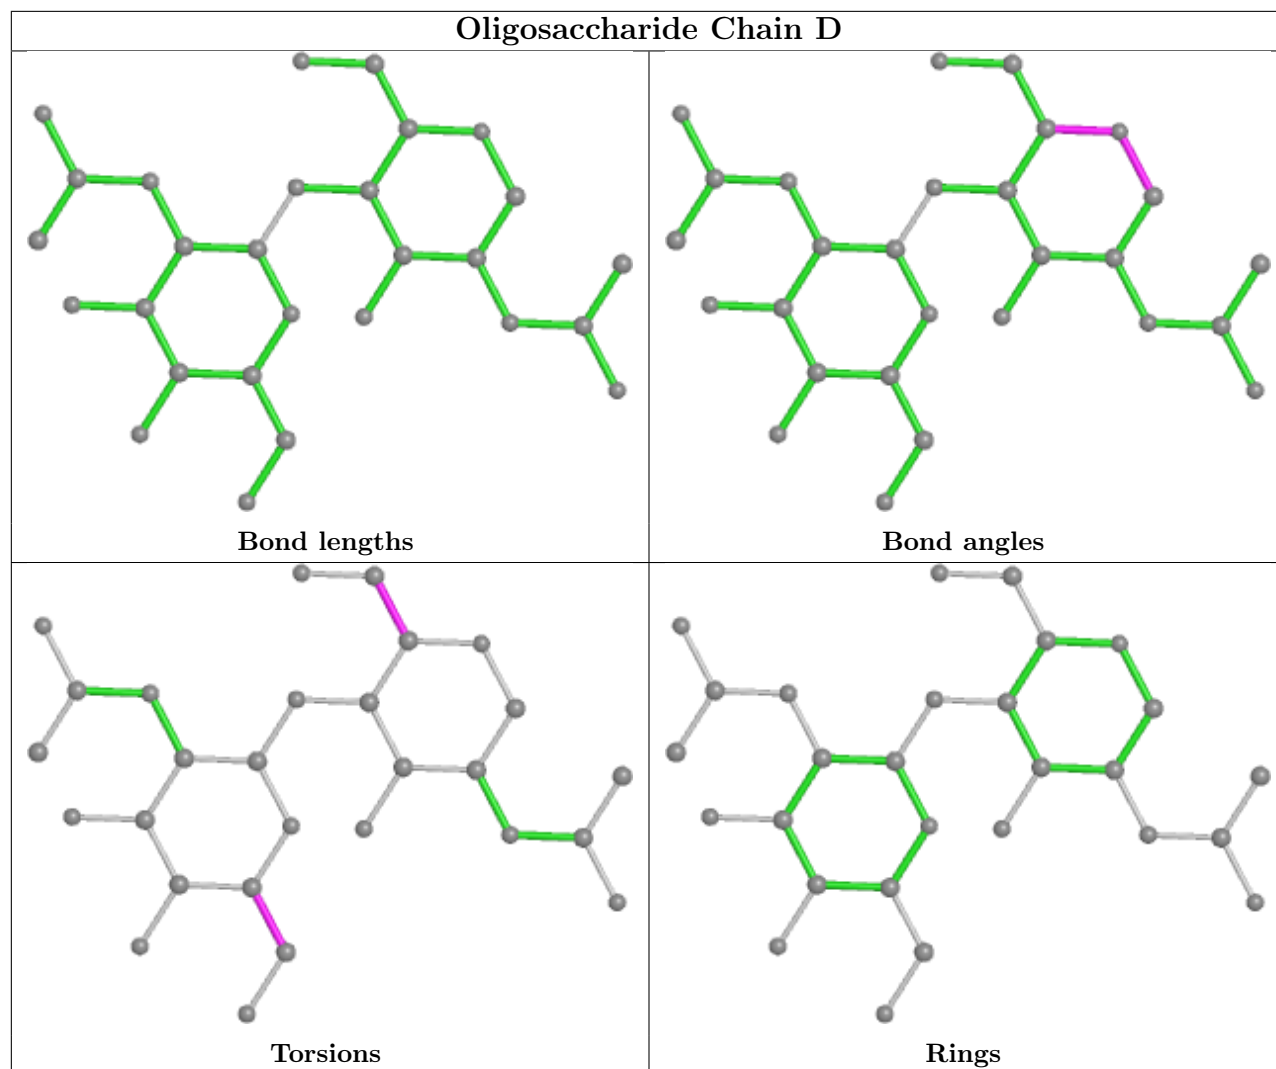 Oligosaccharide Chain D
Bond lengths
Bond angles
Torsions
Rings